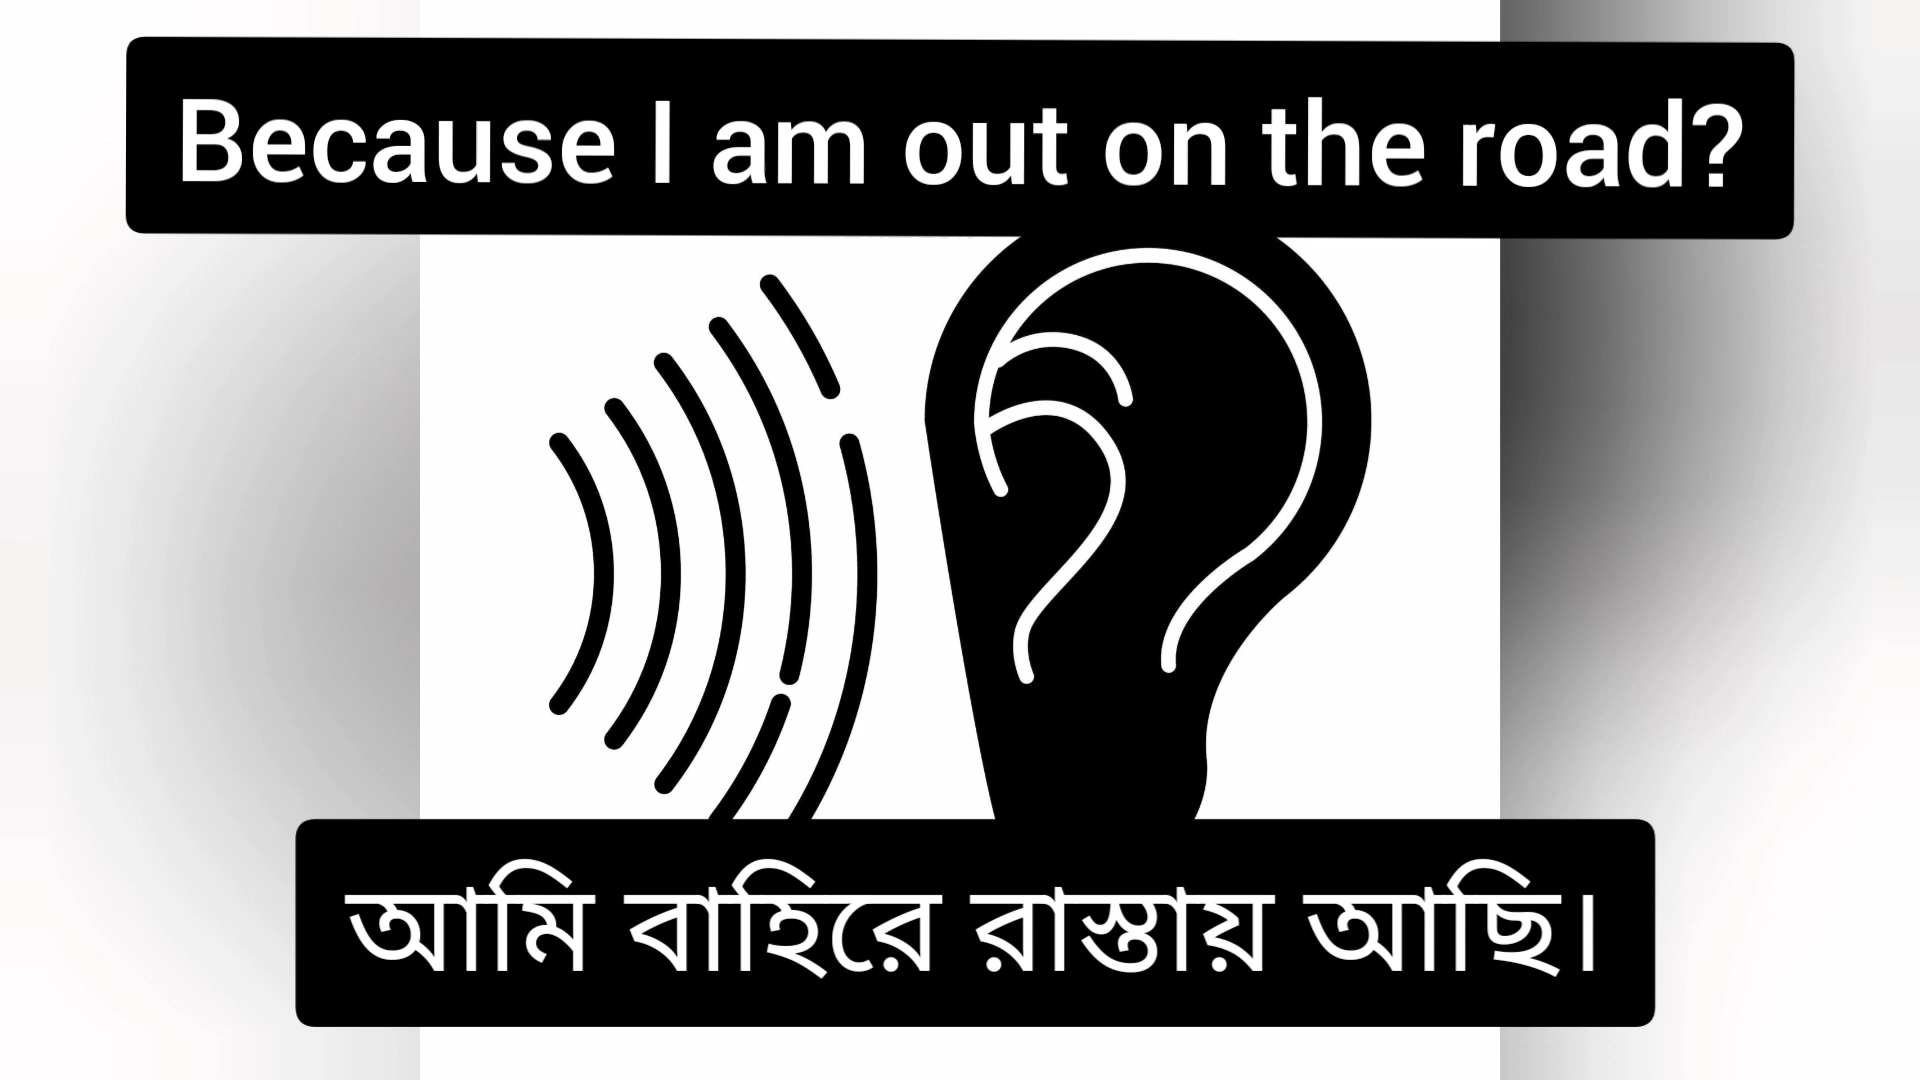 Because I am out on the road?
আমি বাহিরে রাস্তায় আছি।